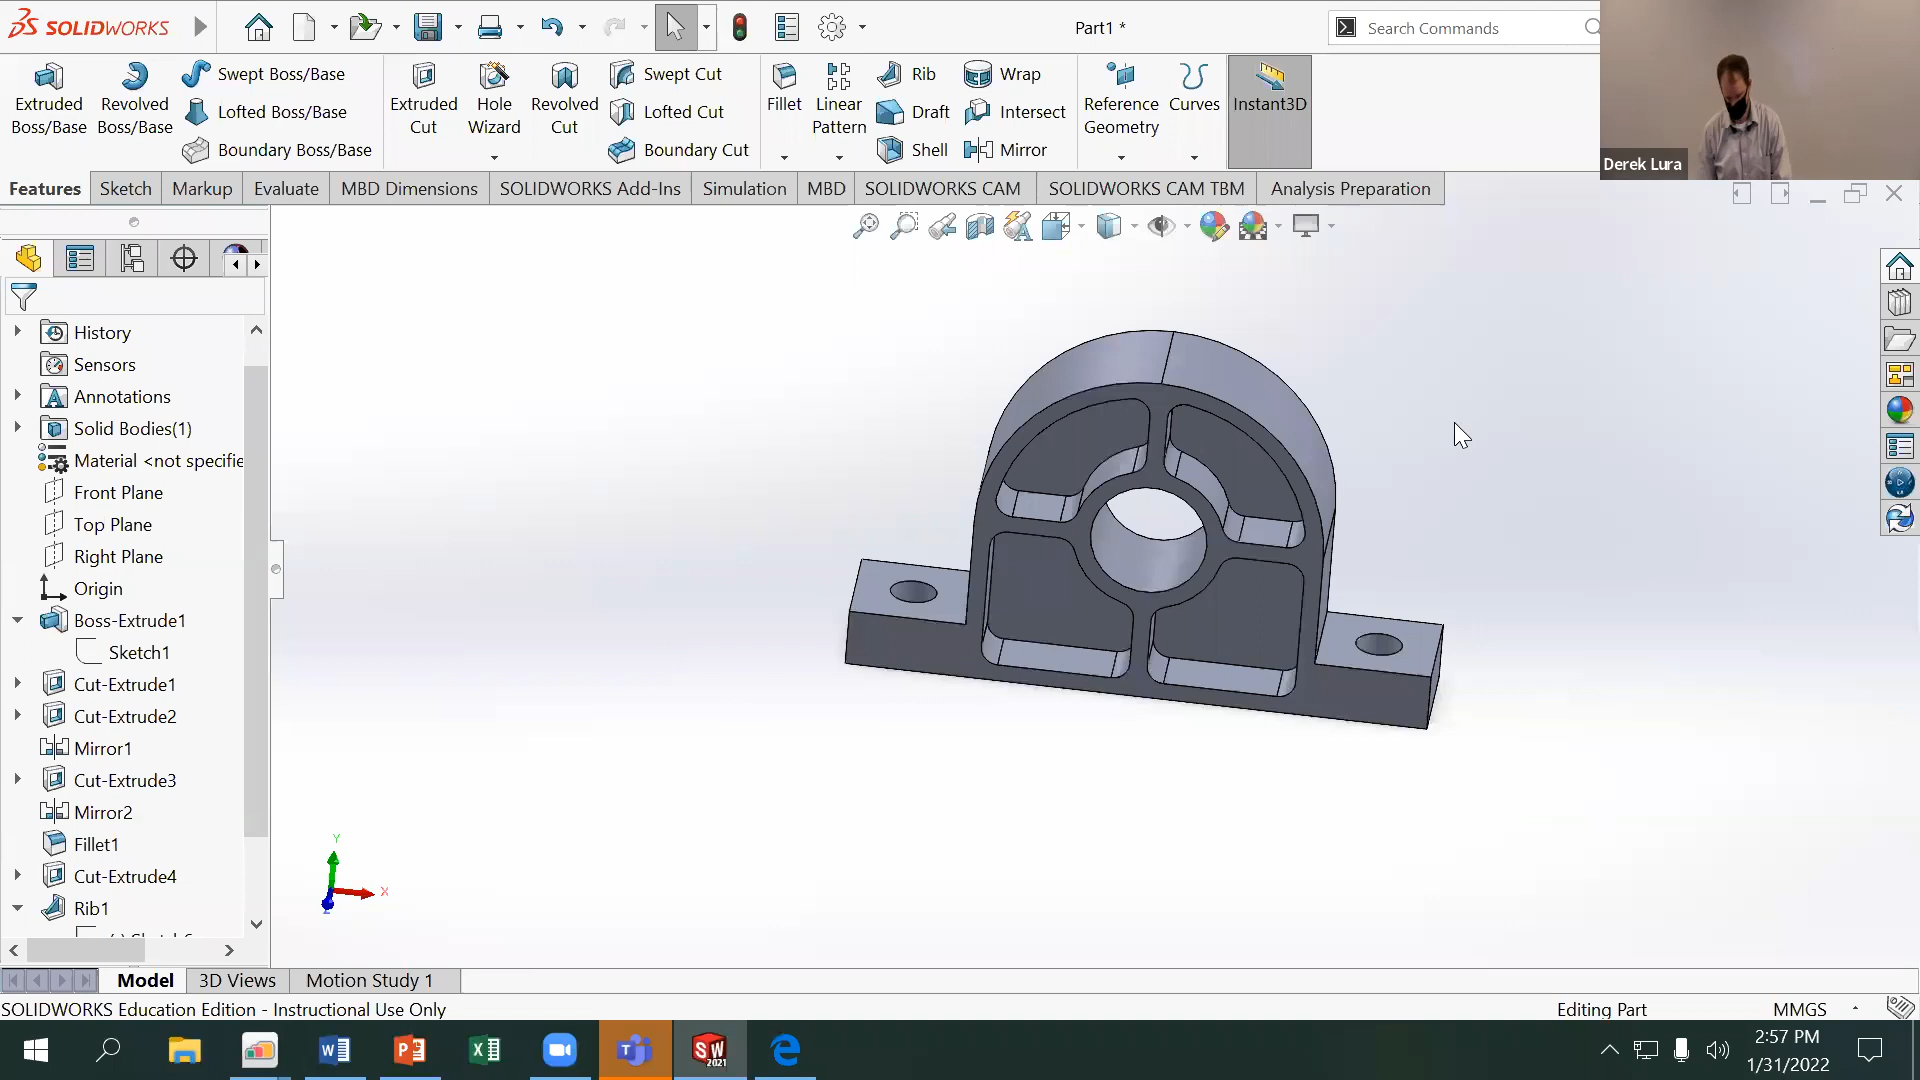 SOLIDWORKS
Part1 *
Search Commands
Extruded Boss/Base
Revolved Boss/Base
Swept Boss/Base
Lofted Boss/Base
Boundary Boss/Base
Extruded Cut
Hole Wizard
Revolved Cut
Swept Cut
Lofted Cut
Boundary Cut
Fillet
Linear Pattern
Rib
Draft
Shell
Wrap
Intersect
Mirror
Reference Geometry
Curves
Instant3D
Derek Lura
Features
Sketch
Markup
Evaluate
MBD Dimensions
SOLIDWORKS Add-Ins
Simulation
MBD
SOLIDWORKS CAM
SOLIDWORKS CAM TBM
Analysis Preparation
History
Sensors
Annotations
Solid Bodies(1)
Material <not specifie
Front Plane
Top Plane
Right Plane
Origin
Boss-Extrude1
Sketch1
Cut-Extrude1
Cut-Extrude2
Mirror1
Cut-Extrude3
Mirror2
Fillet1
Cut-Extrude4
Rib1
Y
X
Z
Model
3D Views
Motion Study 1
SOLIDWORKS Education Edition - Instructional Use Only
Editing Part
MMGS
SW
2021
2:57 PM
1/31/2022